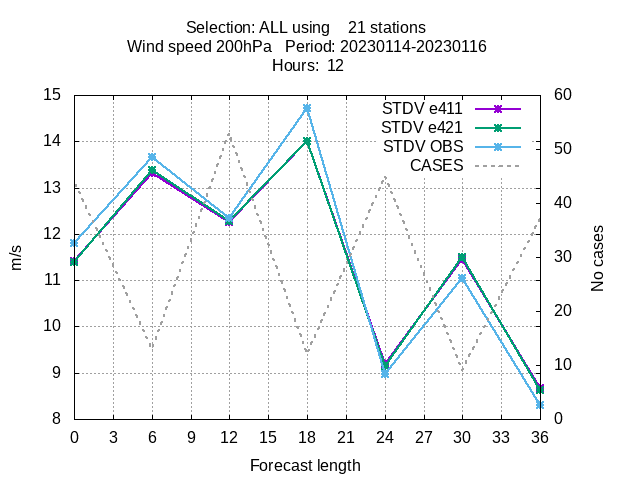 Selection: ALL using 21 stations
Wind speed 200hPa Period: 20230114-20230116
Hours: 12
STDV e411
STDV e421
STDV OBS
CASES
15
14
13
12
11
10
9
8
m/s
60
50
40
30
20
10
0
No cases
0 3 6 9 12 15 18 21 24 27 30 33 36
Forecast length